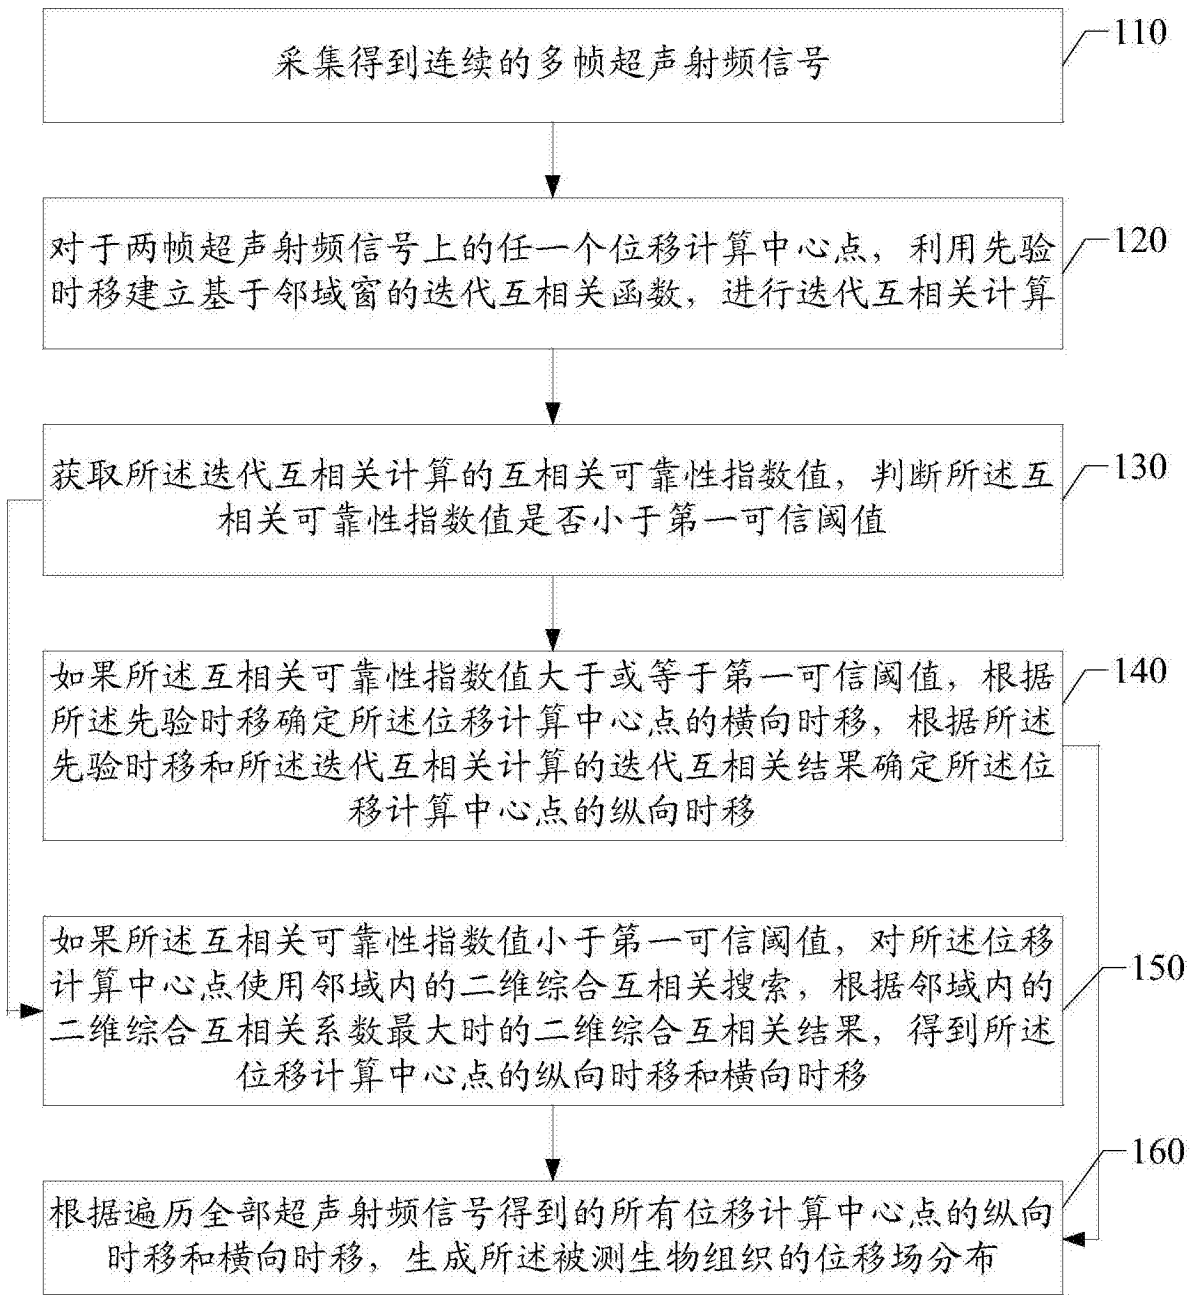 采集得到连续的多帧超声射频信号
110
对于两帧超声射频信号上的任一个位移计算中心点，利用先验
时移建立基于邻域窗的迭代互相关函数，进行迭代互相关计算
120
获取所述迭代互相关计算的互相关可靠性指数值，判断所述互
相关可靠性指数值是否小于第一可信阈值
130
如果所述互相关可靠性指数值大于或等于第一可信阈值，根据
所述先验时移确定所述位移计算中心点的横向时移，根据所述
先验时移和所述迭代互相关计算的迭代互相关结果确定所述位
移计算中心点的纵向时移
140
如果所述互相关可靠性指数值小于第一可信阈值，对所述位移
计算中心点使用邻域内的二维综合互相关搜索，根据邻域内的
二维综合互相关系数最大时的二维综合互相关结果，得到所述
位移计算中心点的纵向时移和横向时移
150
根据遍历全部超声射频信号得到的所有位移计算中心点的纵向
时移和横向时移，生成所述被测生物组织的位移场分布
160